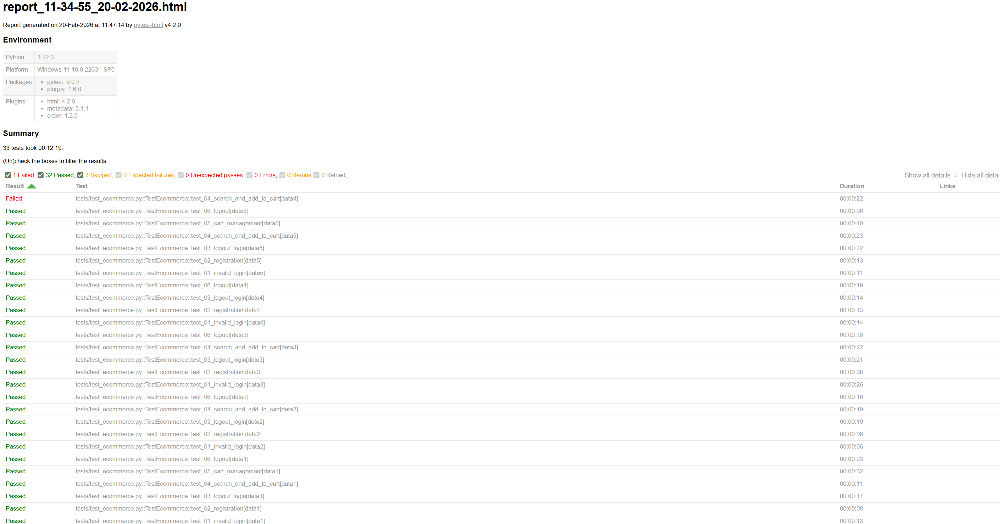 report_11-34-55_20-02-2026.html
Report generated on 20-Feb-2026 at 11:47:14 by pytest-html v4.2.0
Environment
Python 3.12.3
Platform Windows-11-10.0.22631-SP0
Packages • pytest: 9.0.2
• pluggy: 1.6.0
Plugins • html: 4.2.0
• metadata: 3.1.1
• order: 1.3.0
Summary
33 tests took 00:12:19.
(Un)check the boxes to filter the results.
1 Failed, 32 Passed, 3 Skipped, 0 Expected failures, 0 Unexpected passes, 0 Errors, 0 Reruns 0 Retried, Show all details / Hide all detai
Result Test Duration Links
Failed tests/test_ecommerce.py::TestEcommerce::test_04_search_and_add_to_cart[data4] 00:00:22
Passed tests/test_ecommerce.py::TestEcommerce::test_06_logout[data5] 00:00:06
Passed tests/test_ecommerce.py::TestEcommerce::test_05_cart_management[data5] 00:00:40
Passed tests/test_ecommerce.py::TestEcommerce::test_04_search_and_add_to_cart[data5] 00:00:23
Passed tests/test_ecommerce.py::TestEcommerce::test_03_logout_login[data5] 00:00:22
Passed tests/test_ecommerce.py::TestEcommerce::test_02_registration[data5] 00:00:13
Passed tests/test_ecommerce.py::TestEcommerce::test_01_invalid_login[data5] 00:00:11
Passed tests/test_ecommerce.py::TestEcommerce::test_06_logout[data4] 00:00:19
Passed tests/test_ecommerce.py::TestEcommerce::test_03_logout_login[data4] 00:00:14
Passed tests/test_ecommerce.py::TestEcommerce::test_02_registration[data4] 00:00:13
Passed tests/test_ecommerce.py::TestEcommerce::test_01_invalid_login[data4] 00:00:14
Passed tests/test_ecommerce.py::TestEcommerce::test_06_logout[data3] 00:00:28
Passed tests/test_ecommerce.py::TestEcommerce::test_04_search_and_add_to_cart[data3] 00:00:22
Passed tests/test_ecommerce.py::TestEcommerce::test_03_logout_login[data3] 00:00:21
Passed tests/test_ecommerce.py::TestEcommerce::test_02_registration[data3] 00:00:08
Passed tests/test_ecommerce.py::TestEcommerce::test_01_invalid_login[data3] 00:00:26
Passed tests/test_ecommerce.py::TestEcommerce::test_06_logout[data2] 00:00:10
Passed tests/test_ecommerce.py::TestEcommerce::test_04_search_and_add_to_cart[data2] 00:00:19
Passed tests/test_ecommerce.py::TestEcommerce::test_03_logout_login[data2] 00:00:19
Passed tests/test_ecommerce.py::TestEcommerce::test_02_registration[data2] 00:00:06
Passed tests/test_ecommerce.py::TestEcommerce::test_01_invalid_login[data2] 00:00:06
Passed tests/test_ecommerce.py::TestEcommerce::test_06_logout[data1] 00:00:03
Passed tests/test_ecommerce.py::TestEcommerce::test_05_cart_management[data1] 00:00:32
Passed tests/test_ecommerce.py::TestEcommerce::test_04_search_and_add_to_cart[data1] 00:00:11
Passed tests/test_ecommerce.py::TestEcommerce::test_03_logout_login[data1] 00:00:17
Passed tests/test_ecommerce.py::TestEcommerce::test_02_registration[data1] 00:00:08
Passed tests/test_ecommerce.py::TestEcommerce::test_01_invalid_login[data1] 00:00:13